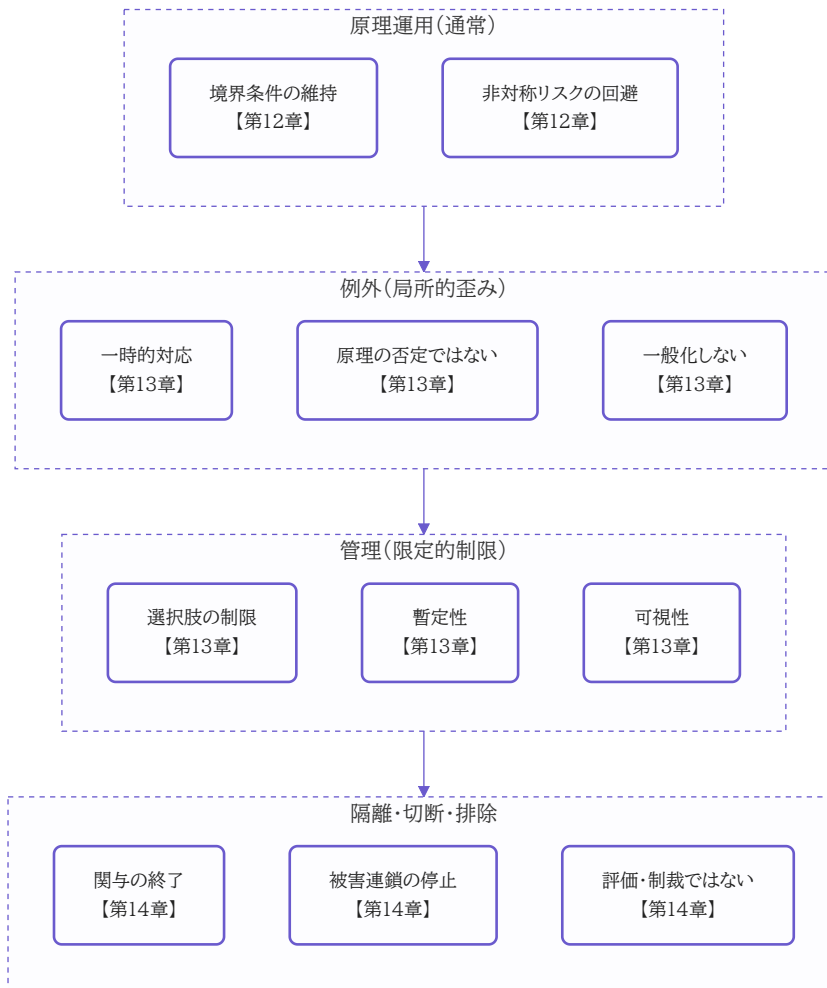 原理運用(通常)
境界条件の維持
【第12章】
非対称リスクの回避
【第12章】
例外(局所的歪み)
一時的対応
【第13章】
原理の否定ではない
【第13章】
一般化しない
【第13章】
管理(限定的制限)
選択肢の制限
【第13章】
暫定性
【第13章】
可視性
【第13章】
隔離・切断・排除
関与の終了
【第14章】
被害連鎖の停止
【第14章】
評価・制裁ではない
【第14章】